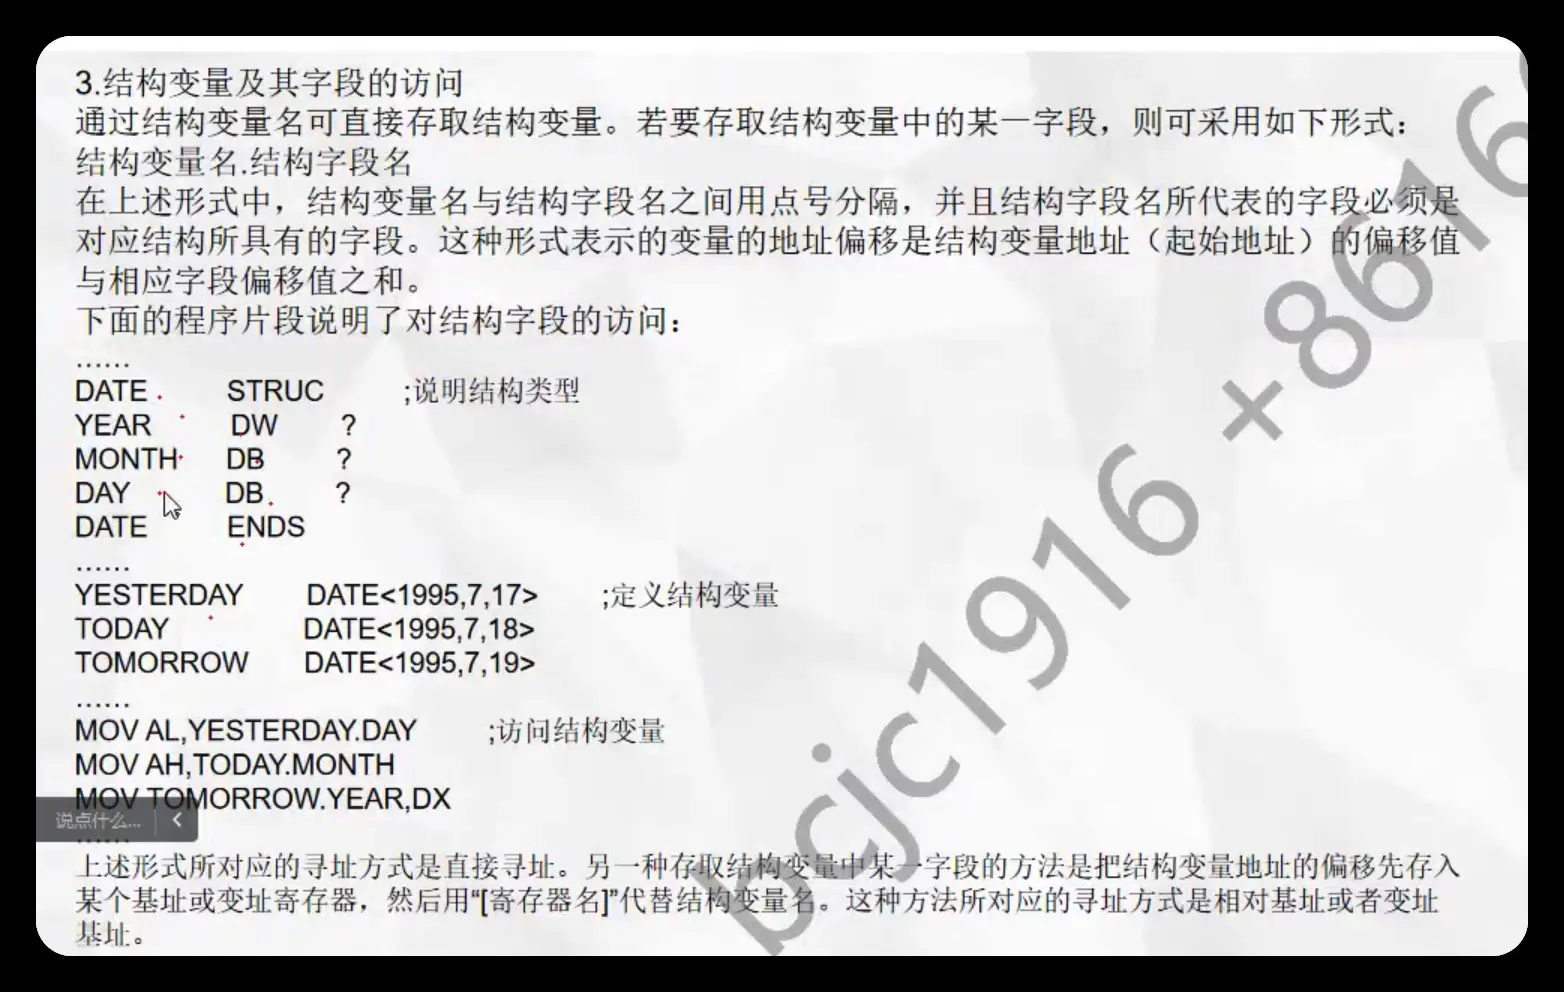 3.结构变量及其字段的访问
通过结构变量名可直接存取结构变量。若要存取结构变量中的某一字段，则可采用如下形式：
结构变量名.结构字段名
在上述形式中，结构变量名与结构字段名之间用点号分隔，并且结构字段名所代表的字段必须是
对应结构所具有的字段。这种形式表示的变量的地址偏移是结构变量地址（起始地址）的偏移值
与相应字段偏移值之和。
下面的程序片段说明了对结构字段的访问：
……
DATE STRUC ;说明结构类型
YEAR DW ?
MONTH DB ?
DAY DB ?
DATE ENDS
……
YESTERDAY DATE<1995,7,17> ;定义结构变量
TODAY DATE<1995,7,18>
TOMORROW DATE<1995,7,19>
……
MOV AL,YESTERDAY.DAY ;访问结构变量
MOV AH,TODAY.MONTH
MOV TOMORROW.YEAR,DX
说点什么...
……
上述形式所对应的寻址方式是直接寻址。另一种存取结构变量中某一字段的方法是把结构变量地址的偏移先存入
某个基址或变址寄存器，然后用“[寄存器名]”代替结构变量名。这种方法所对应的寻址方式是相对基址或者变址
基址。
bcjc1916 +8616